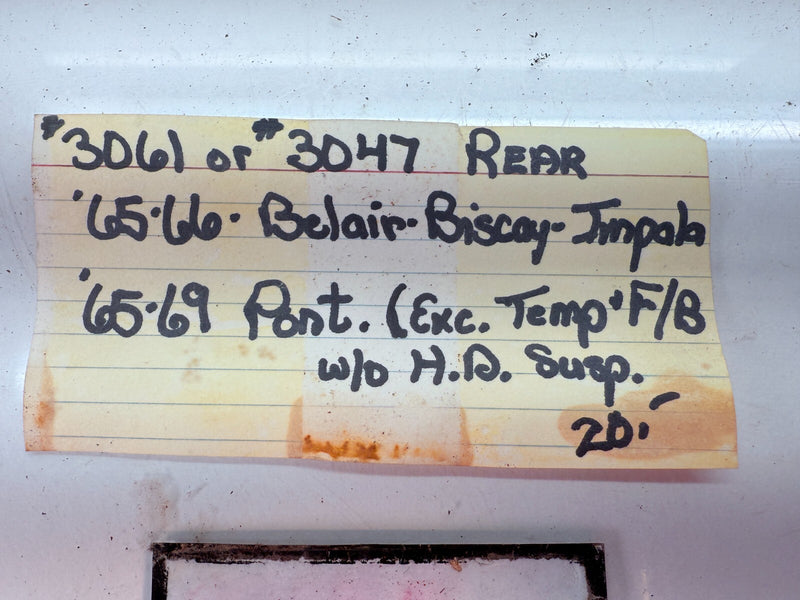 #3061 or #3047 REAR
'65-66- Belair-Biscay-Impala
'65-69 Pont. (Exc. Temp+F/B
w/o H.D. Susp.
20.-